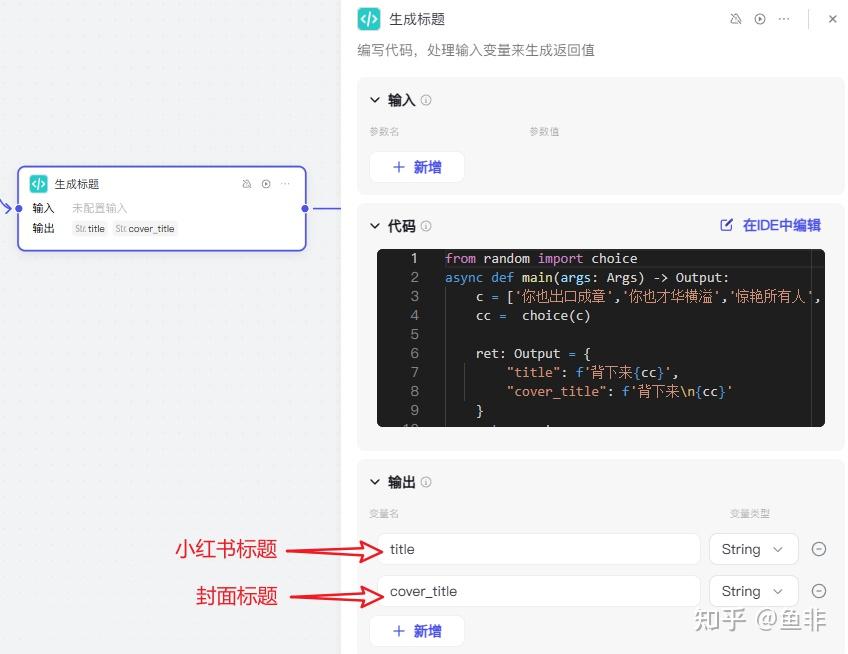 生成标题
编写代码，处理输入变量来生成返回值
输入
参数名 参数值
+ 新增
代码 在IDE中编辑
1 from random import choice
2 async def main(args: Args) -> Output:
3 c = ['你也出口成章','你也才华横溢','惊艳所有人',
4 cc = choice(c)
5
6 ret: Output = {
7 "title": f'背下来{cc}',
8 "cover_title": f'背下来\n{cc}'
9 }
输出
变量名 变量类型
title String
cover_title String
+ 新增
生成标题
输入 未配置输入
输出 Str. title Str. cover_title
小红书标题
封面标题
知乎 @鱼非